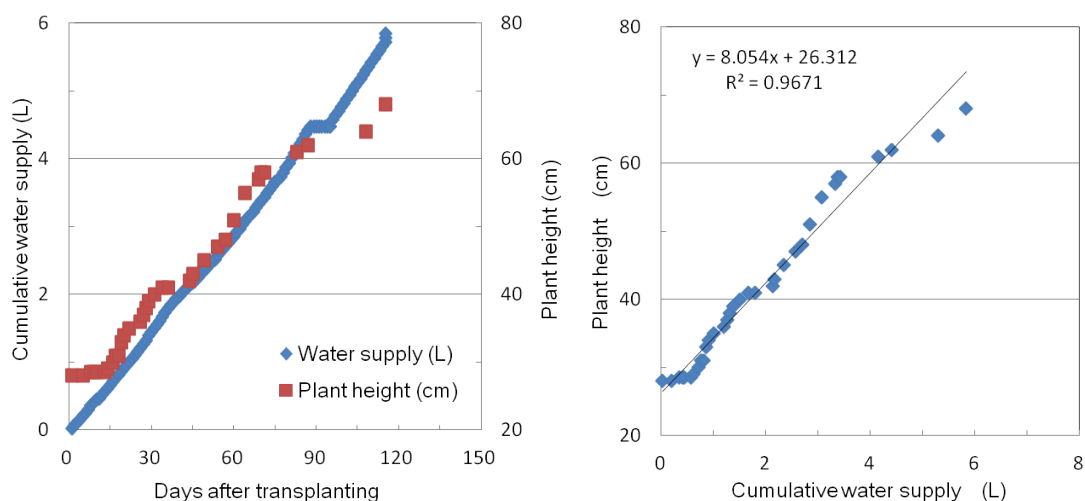 6
4
2
0
Cumulative water supply (L)
80
60
40
20
Plant height (cm)
Water supply (L)
Plant height (cm)
0 30 60 90 120 150
Days after transplanting
80
60
40
20
Plant height (cm)
y = 8.054x + 26.312
R² = 0.9671
0 2 4 6 8
Cumulative water supply (L)